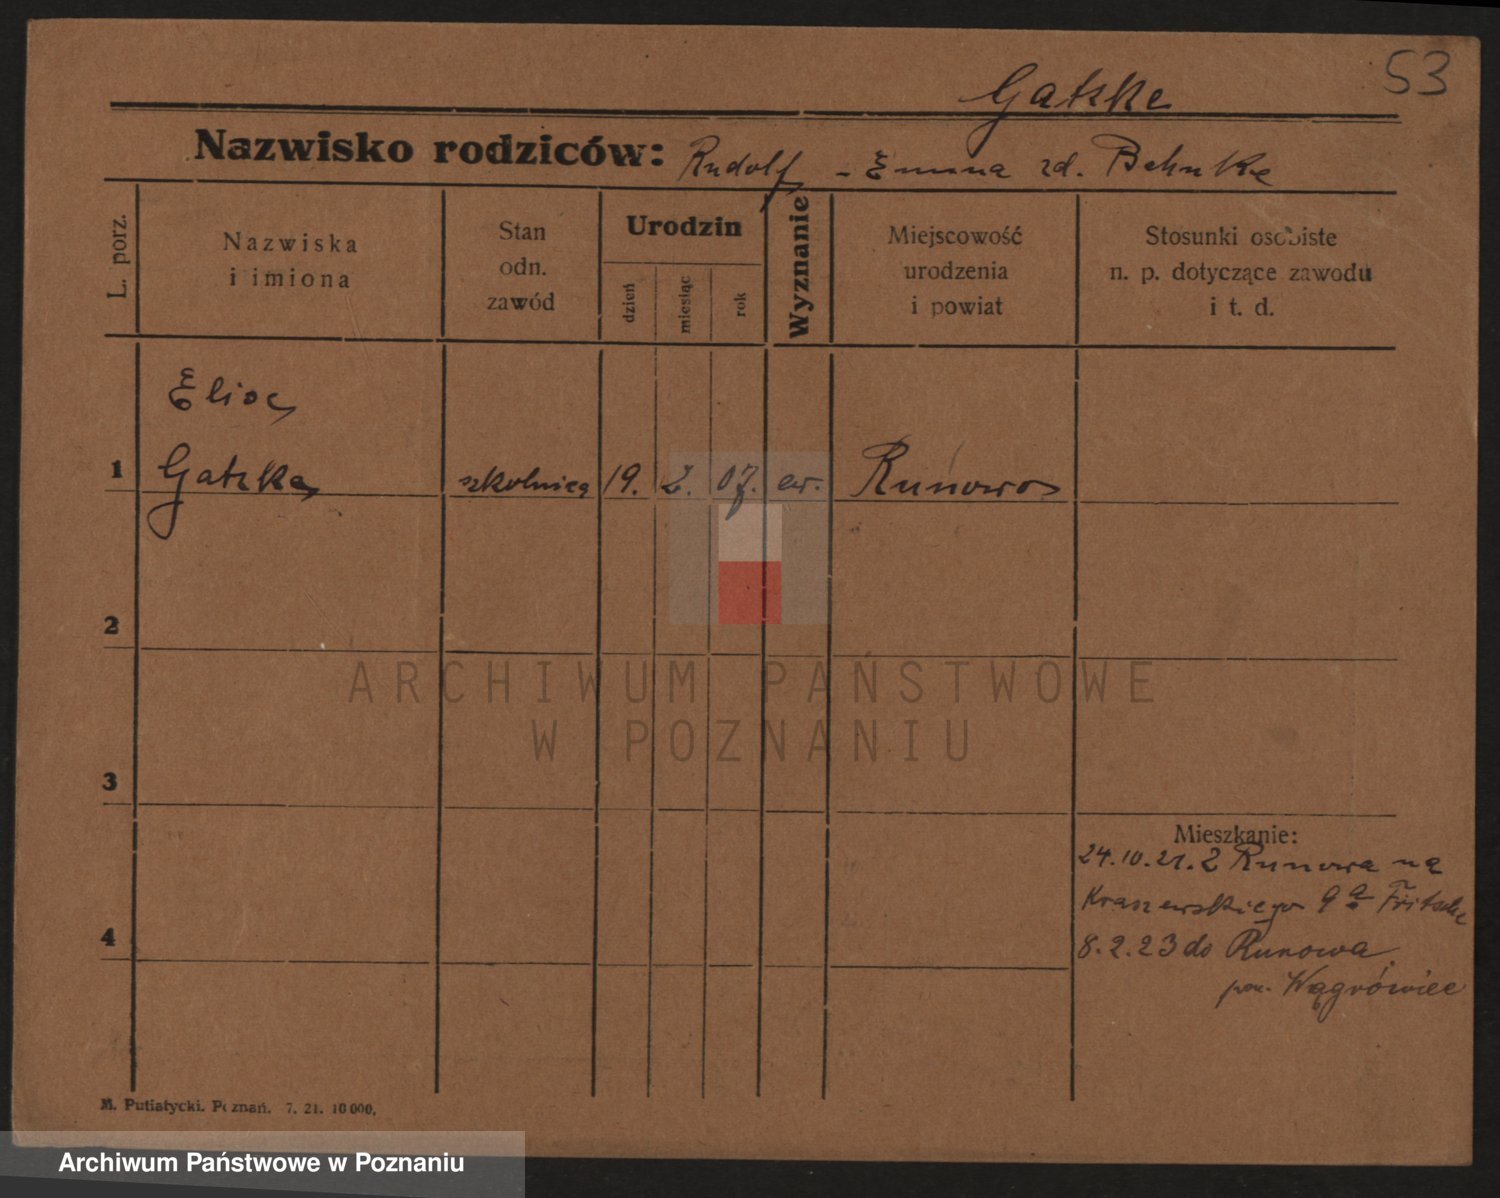 53
Gatzke
Nazwisko rodziców: Rudolf - Emma zd. Behnke
L. porz.
Nazwiska
i imiona
Stan
odn.
zawód
Urodzin
dzień
miesiąc
rok
Wyznanie
Miejscowość
urodzenia
i powiat
Stosunki osobiste
n. p. dotyczące zawodu
i t. d.
1
Gatzke szkolnica 19. 2. 07. ew. Runowo
2
ARCHIWUM PAŃSTWOWE
W POZNANIU
3
Mieszkanie:
24.10.21. Z Runowa na
Kraszewskiego 9a Fritsche
4
8.2.23 do Runowa
pow. Wągrówiec
M. Putiatycki. Poznań. 7. 21. 10 000.
Archiwum Państwowe w Poznaniu